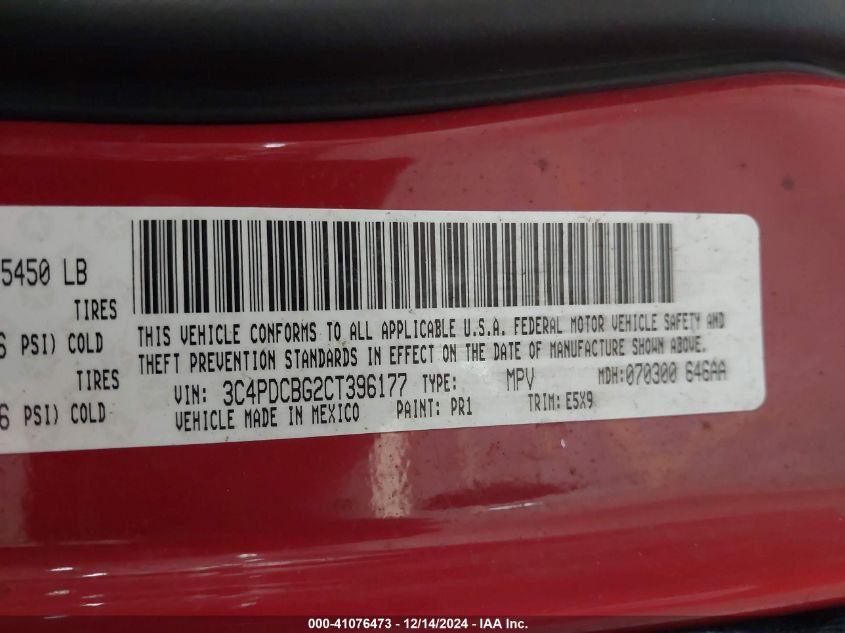 5450 LB
TIRES
6 PSI) COLD
TIRES
6 PSI) COLD
THIS VEHICLE CONFORMS TO ALL APPLICABLE U.S.A. FEDERAL MOTOR VEHICLE SAFETY AND
THEFT PREVENTION STANDARDS IN EFFECT ON THE DATE OF MANUFACTURE SHOWN ABOVE.
VIN: 3C4PDCBG2CT396177 TYPE: MPV MDH:070300 646AA
VEHICLE MADE IN MEXICO PAINT: PR1 TRIM: E5X9
000-41076473 - 12/14/2024 - IAA Inc.